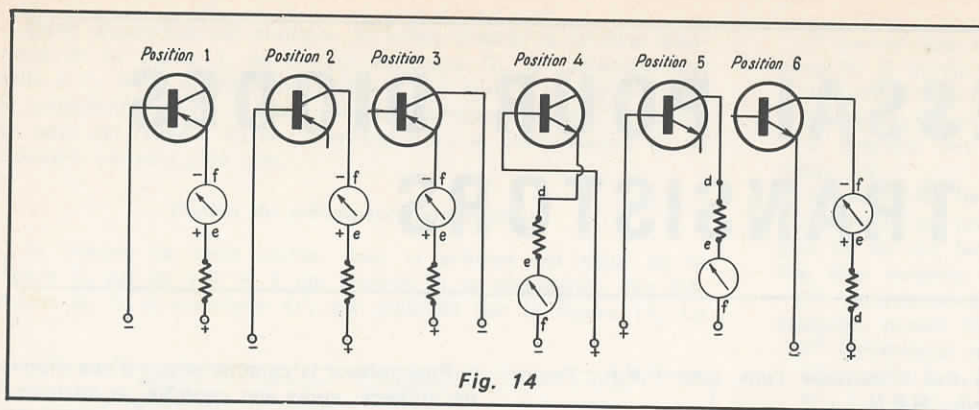 Position 1 Position 2 Position 3 Position 4 Position 5 Position 6
- f - f - f d d - f
+ e + e + e e e + e
f f d
- + - + + - - + + - - +
Fig. 14